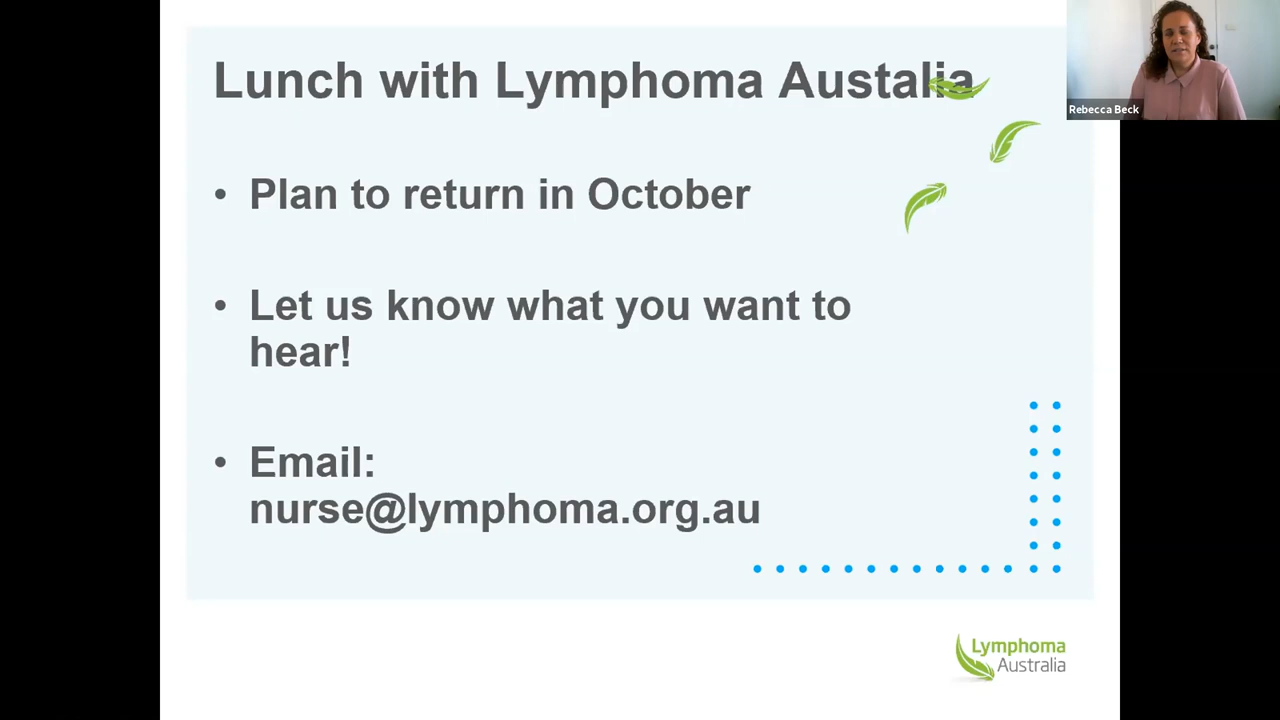 Lunch with Lymphoma Austalia
Rebecca Beck
• Plan to return in October
• Let us know what you want to
hear!
• Email:
nurse@lymphoma.org.au
Lymphoma
Australia